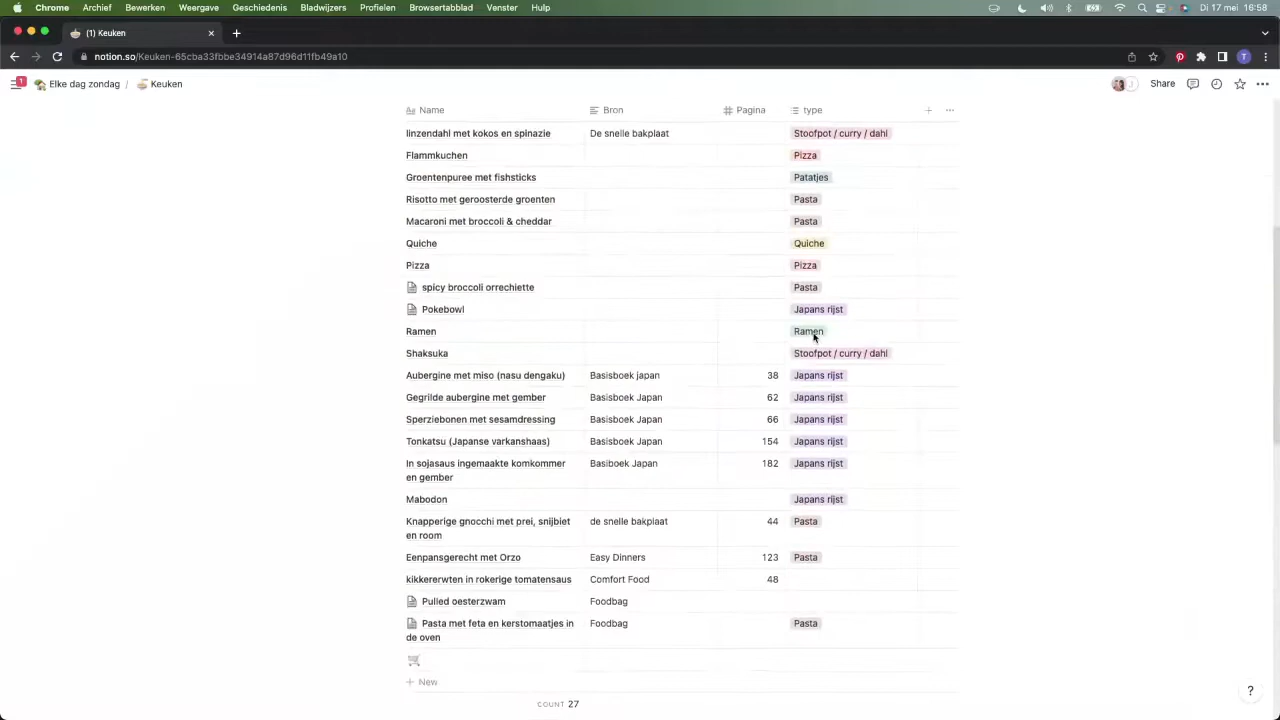 Chrome Archief Bewerken Weergave Geschiedenis Bladwijzers Profielen Browsertabblad Venster Hulp Di 17 mei 16:58
(1) Keuken
notion.so/Keuken-65cba33fbbe34914a87d96d11fb49a10 T
1 Elke dag zondag / Keuken Share
Aa Name Bron # Pagina type
linzendahl met kokos en spinazie De snelle bakplaat Stoofpot / curry / dahl
Flammkuchen Pizza
Groentenpuree met fishsticks Patatjes
Risotto met geroosterde groenten Pasta
Macaroni met broccoli & cheddar Pasta
Quiche Quiche
Pizza Pizza
spicy broccoli orrechiette Pasta
Pokebowl Japans rijst
Ramen Ramen
Shaksuka Stoofpot / curry / dahl
Aubergine met miso (nasu dengaku) Basisboek japan 38 Japans rijst
Gegrilde aubergine met gember Basisboek Japan 62 Japans rijst
Sperziebonen met sesamdressing Basisboek Japan 66 Japans rijst
Tonkatsu (Japanse varkanshaas) Basisboek Japan 154 Japans rijst
In sojasaus ingemaakte komkommer Basiboek Japan 182 Japans rijst
en gember
Mabodon Japans rijst
Knapperige gnocchi met prei, snijbiet de snelle bakplaat 44 Pasta
en room
Eenpansgerecht met Orzo Easy Dinners 123 Pasta
kikkererwten in rokerige tomatensaus Comfort Food 48
Pulled oesterzwam Foodbag
Pasta met feta en kerstomaatjes in Foodbag Pasta
de oven
+ New
COUNT 27
?